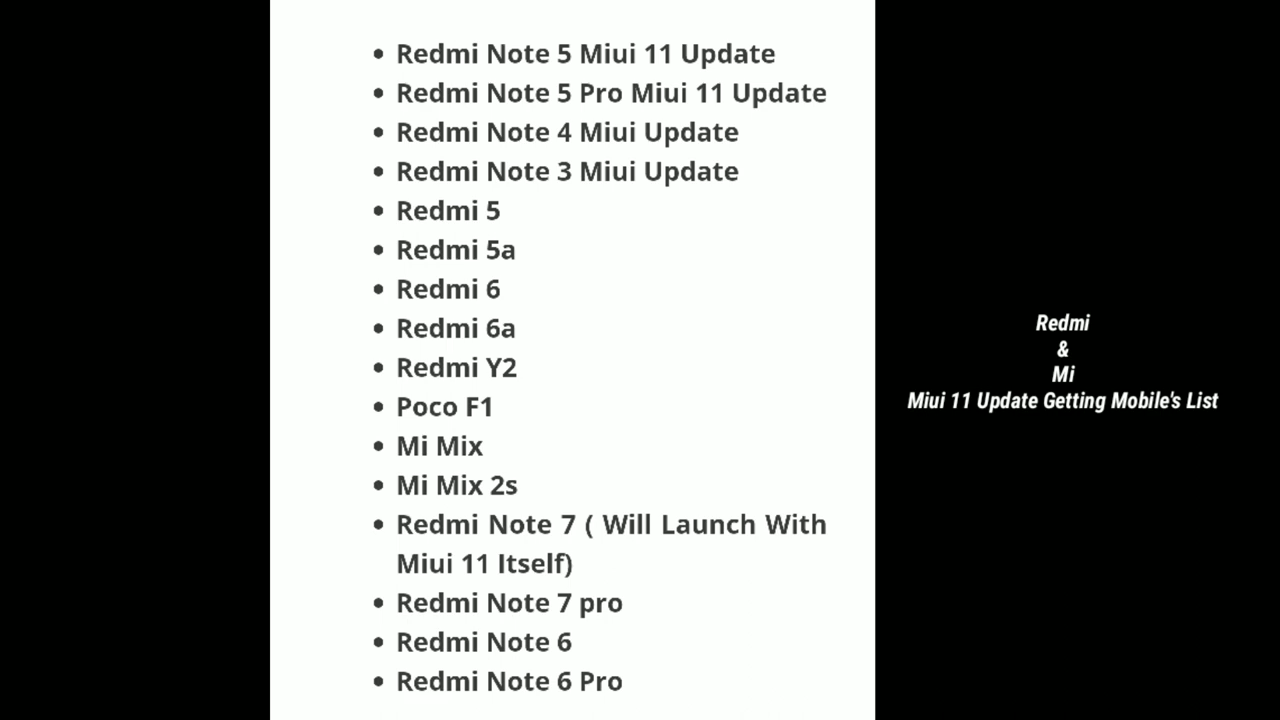 Redmi Note 5 Miui 11 Update
Redmi Note 5 Pro Miui 11 Update
Redmi Note 4 Miui Update
Redmi Note 3 Miui Update
Redmi 5
Redmi 5a
Redmi 6
Redmi 6a
Redmi Y2
Poco F1
Mi Mix
Mi Mix 2s
Redmi Note 7 ( Will Launch With
Miui 11 Itself)
Redmi Note 7 pro
Redmi Note 6
Redmi Note 6 Pro
Redmi
&
Mi
Miui 11 Update Getting Mobile's List